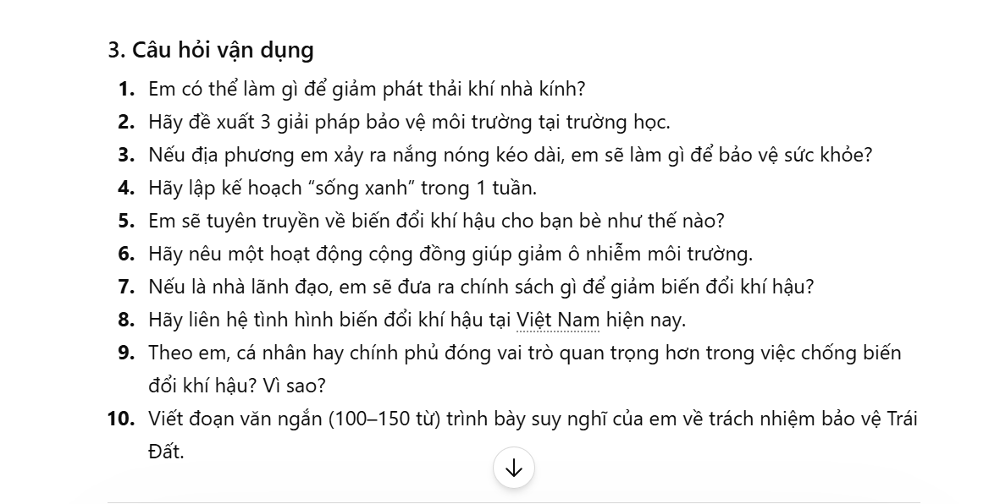 3. Câu hỏi vận dụng
1. Em có thể làm gì để giảm phát thải khí nhà kính?
2. Hãy đề xuất 3 giải pháp bảo vệ môi trường tại trường học.
3. Nếu địa phương em xảy ra nắng nóng kéo dài, em sẽ làm gì để bảo vệ sức khỏe?
4. Hãy lập kế hoạch “sống xanh” trong 1 tuần.
5. Em sẽ tuyên truyền về biến đổi khí hậu cho bạn bè như thế nào?
6. Hãy nêu một hoạt động cộng đồng giúp giảm ô nhiễm môi trường.
7. Nếu là nhà lãnh đạo, em sẽ đưa ra chính sách gì để giảm biến đổi khí hậu?
8. Hãy liên hệ tình hình biến đổi khí hậu tại Việt Nam hiện nay.
9. Theo em, cá nhân hay chính phủ đóng vai trò quan trọng hơn trong việc chống biến
đổi khí hậu? Vì sao?
10. Viết đoạn văn ngắn (100–150 từ) trình bày suy nghĩ của em về trách nhiệm bảo vệ Trái
Đất.